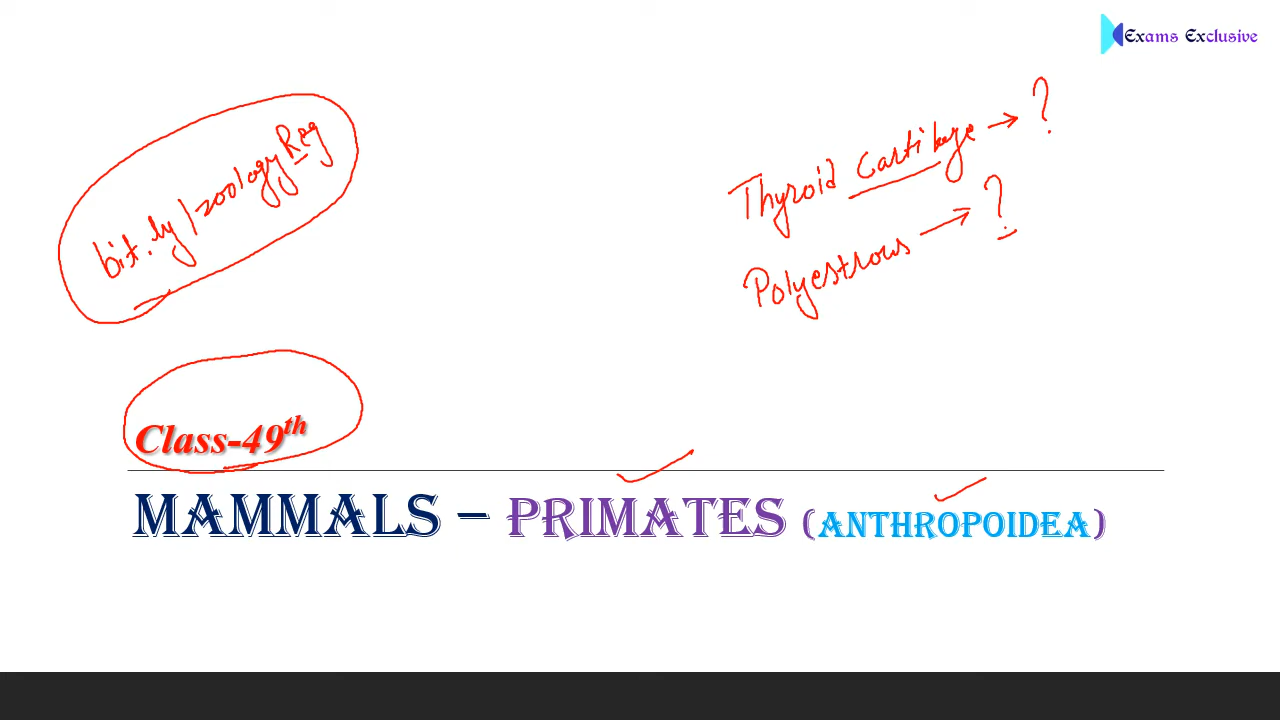 Exams Exclusive
bit.ly/zoologyReg
Thyroid Cartilage → ?
Polyestrous → ?
Class-49th
MAMMALS – PRIMATES (ANTHROPOIDEA)